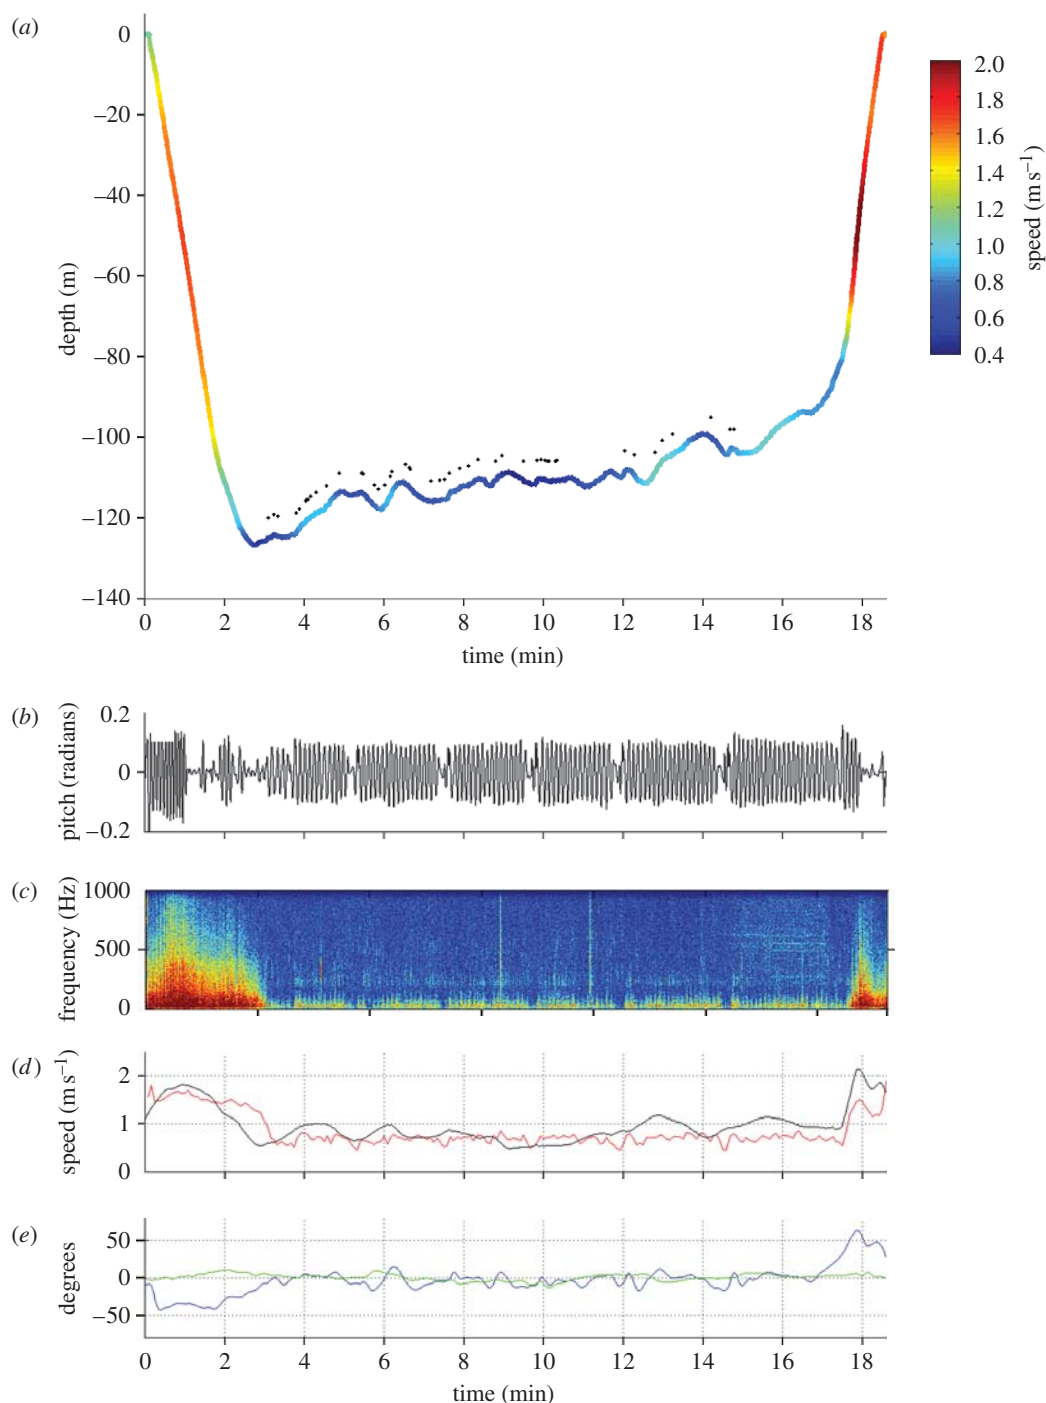 (a)
0
−20
−40
−60
−80
−100
−120
−140
depth (m)
0 2 4 6 8 10 12 14 16 18
time (min)
2.0
1.8
1.6
1.4
1.2
1.0
0.8
0.6
0.4
speed (m s⁻¹)
(b)
pitch (radians)
0.2
0
−0.2
(c)
frequency (Hz)
1000
500
0
(d)
speed (m s⁻¹)
2
1
0
(e)
degrees
50
0
−50
0 2 4 6 8 10 12 14 16 18
time (min)